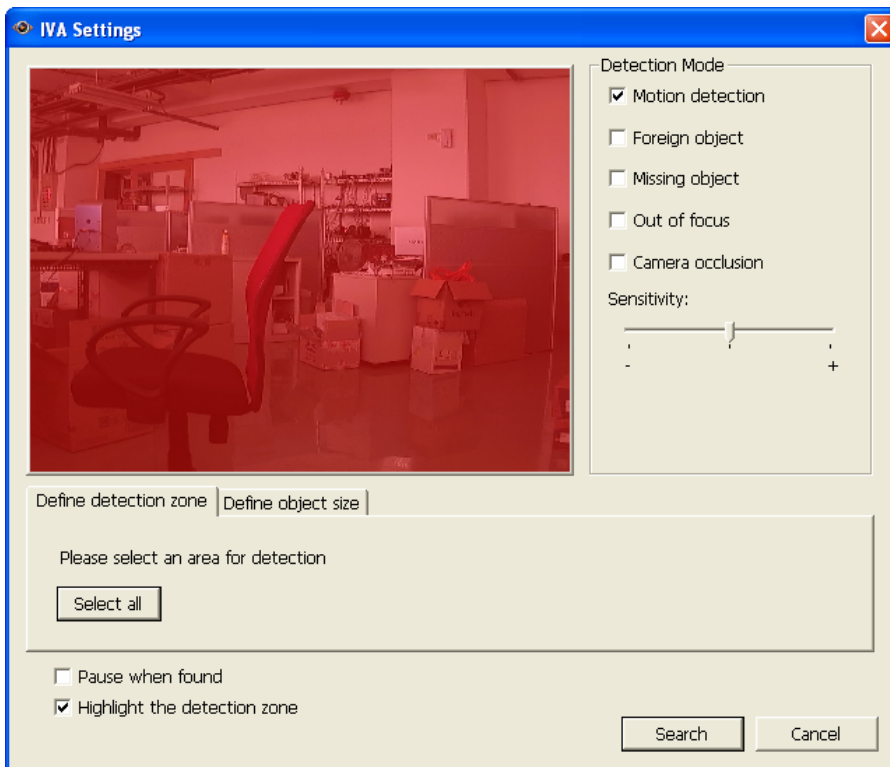 IVA Settings
Detection Mode
Motion detection
Foreign object
Missing object
Out of focus
Camera occlusion
Sensitivity:
- +
Define detection zone Define object size
Please select an area for detection
Select all
Pause when found
Highlight the detection zone
Search Cancel